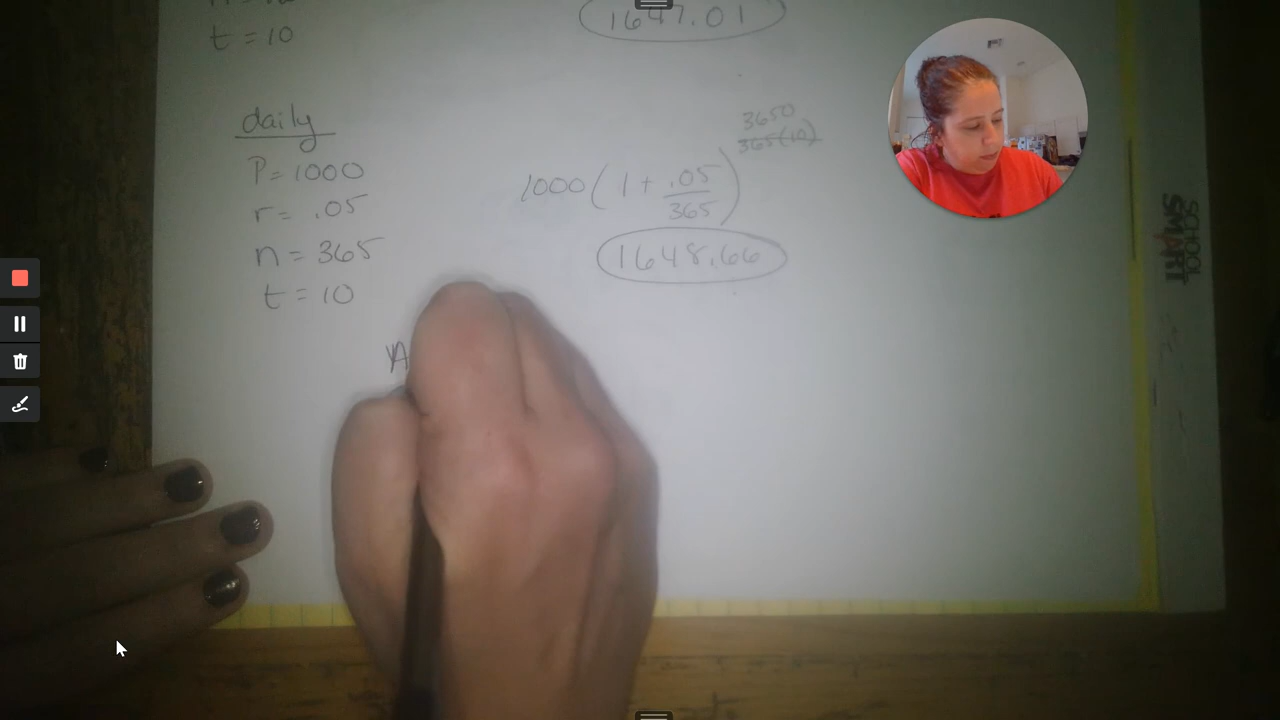 t = 10
1647.01
daily
P = 1000
r = .05
n = 365
t = 10
3650
365(10)
1000 ( 1 + .05
365 )
1648.66
A
SCHOOL
SMART